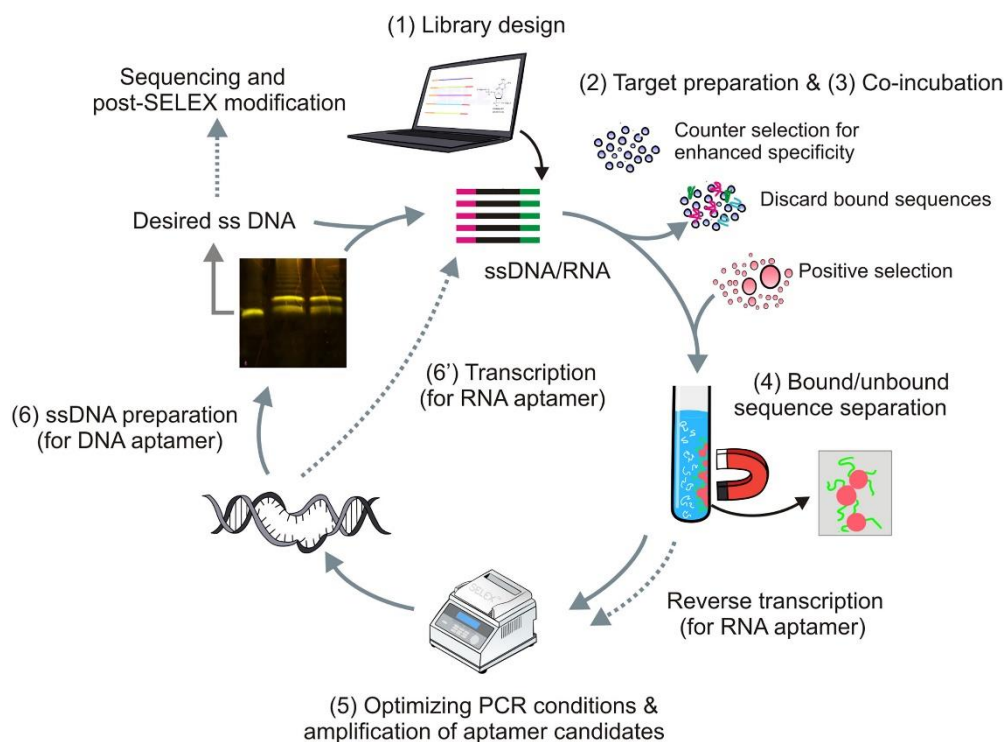 (1) Library design
Sequencing and
post-SELEX modification
(2) Target preparation & (3) Co-incubation
Counter selection for
enhanced specificity
Discard bound sequences
Desired ss DNA
ssDNA/RNA
Positive selection
(6') Transcription
(for RNA aptamer)
(4) Bound/unbound
sequence separation
(6) ssDNA preparation
(for DNA aptamer)
SELEX
Reverse transcription
(for RNA aptamer)
(5) Optimizing PCR conditions &
amplification of aptamer candidates